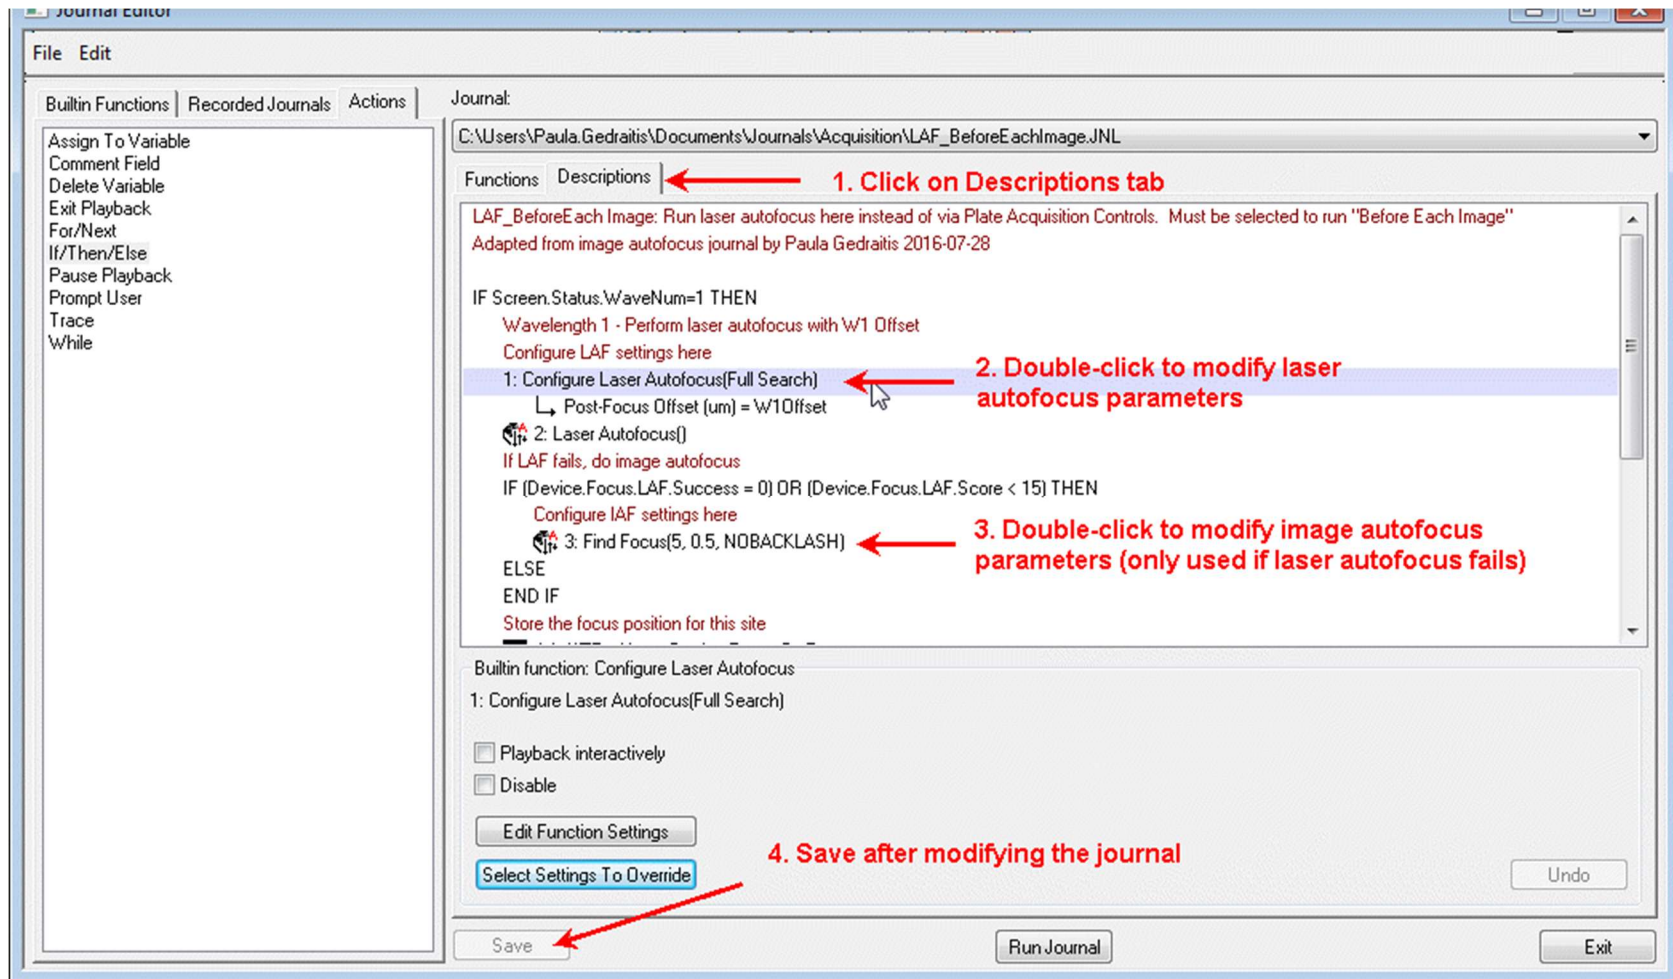 Journal Editor
File Edit
Builtin Functions Recorded Journals Actions
Assign To Variable
Comment Field
Delete Variable
Exit Playback
For/Next
If/Then/Else
Pause Playback
Prompt User
Trace
While
Journal:
C:\Users\Paula.Gedraitis\Documents\Journals\Acquisition\LAF_BeforeEachImage.JNL
Functions Descriptions
1. Click on Descriptions tab
LAF_BeforeEach Image: Run laser autofocus here instead of via Plate Acquisition Controls. Must be selected to run "Before Each Image"
Adapted from image autofocus journal by Paula Gedraitis 2016-07-28
IF Screen.Status.WaveNum=1 THEN
Wavelength 1 - Perform laser autofocus with W1 Offset
Configure LAF settings here
1: Configure Laser Autofocus(Full Search)
2. Double-click to modify laser
autofocus parameters
Post-Focus Offset (um) = W1Offset
2: Laser Autofocus()
If LAF fails, do image autofocus
IF (Device.Focus.LAF.Success = 0) OR (Device.Focus.LAF.Score < 15) THEN
Configure IAF settings here
3: Find Focus(5, 0.5, NOBACKLASH)
3. Double-click to modify image autofocus
parameters (only used if laser autofocus fails)
ELSE
END IF
Store the focus position for this site
Builtin function: Configure Laser Autofocus
1: Configure Laser Autofocus(Full Search)
Playback interactively
Disable
Edit Function Settings
Select Settings To Override
4. Save after modifying the journal
Undo
Save
Run Journal
Exit